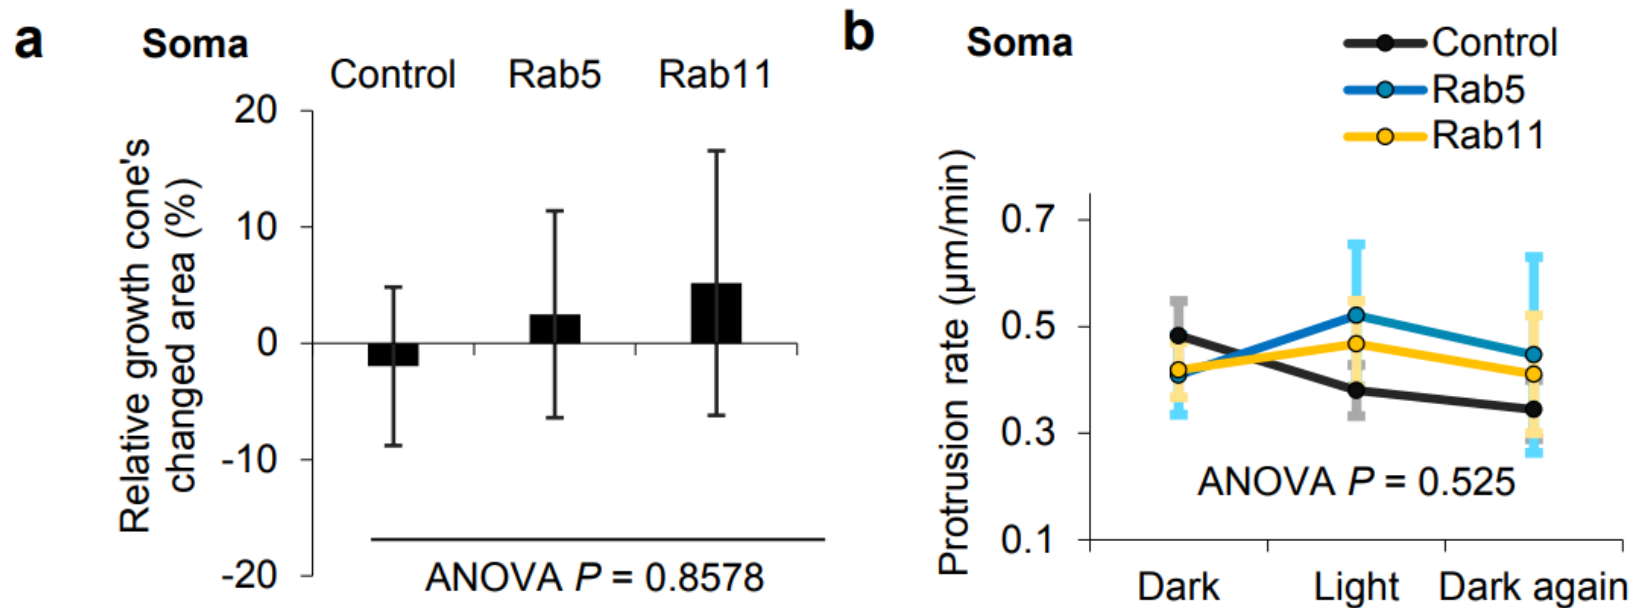 a
Soma
Control Rab5 Rab11
Relative growth cone's
changed area (%)
20
10
0
-10
-20
ANOVA P = 0.8578
b
Soma
Control
Rab5
Rab11
Protrusion rate (μm/min)
0.7
0.5
0.3
0.1
ANOVA P = 0.525
Dark Light Dark again